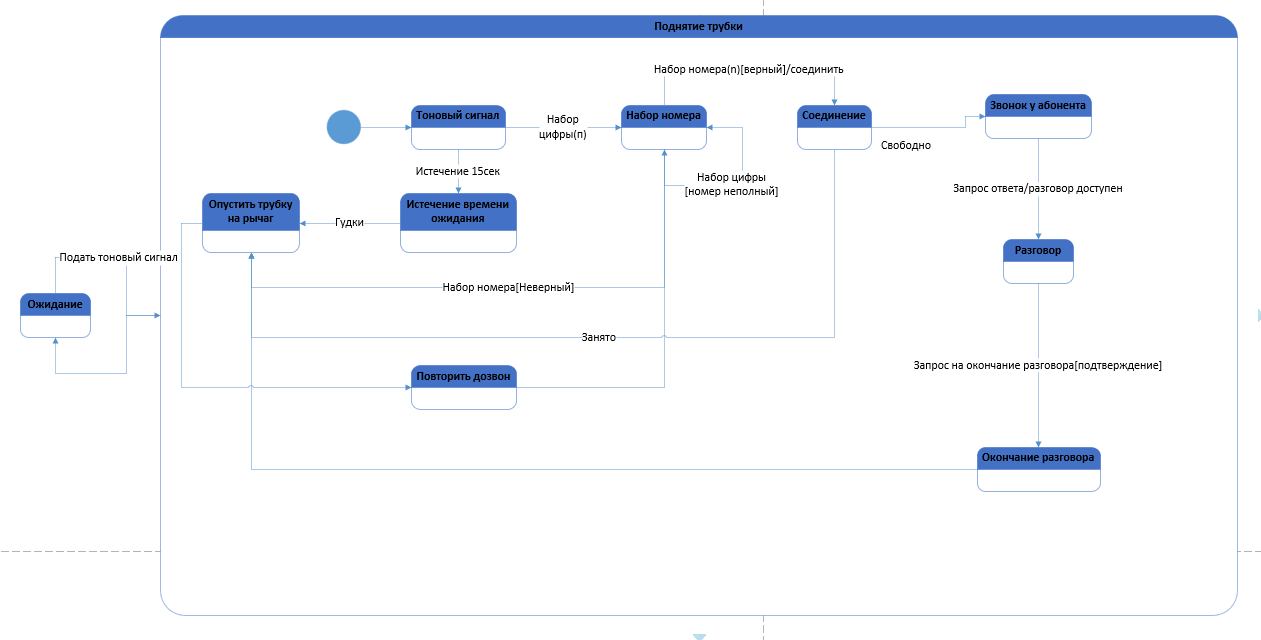 Поднятие трубки
Набор номера(n)[верный]/соединить
Тоновый сигнал
Набор
цифры(п)
Набор номера
Соединение
Звонок у абонента
Свободно
Истечение 15сек
Набор цифры
[номер неполный]
Запрос ответа/разговор доступен
Опустить трубку
на рычаг
Гудки
Истечение времени
ожидания
Подать тоновый сигнал
Разговор
Ожидание
Набор номера[Неверный]
Занято
Повторить дозвон
Запрос на окончание разговора[подтверждение]
Окончание разговора